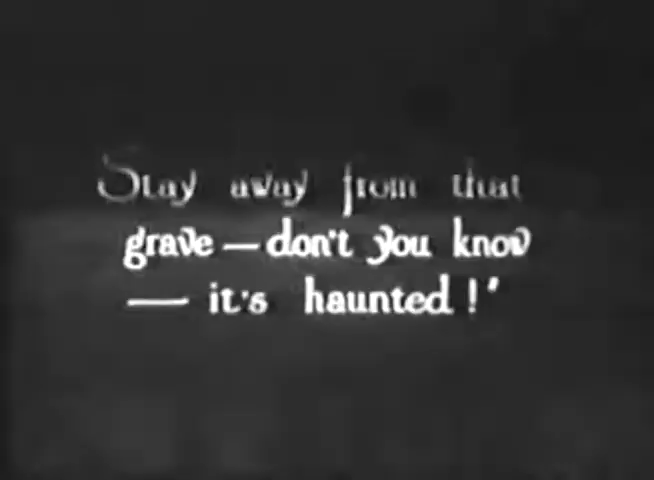 Stay away from that
grave — don't you know
— it's haunted!'